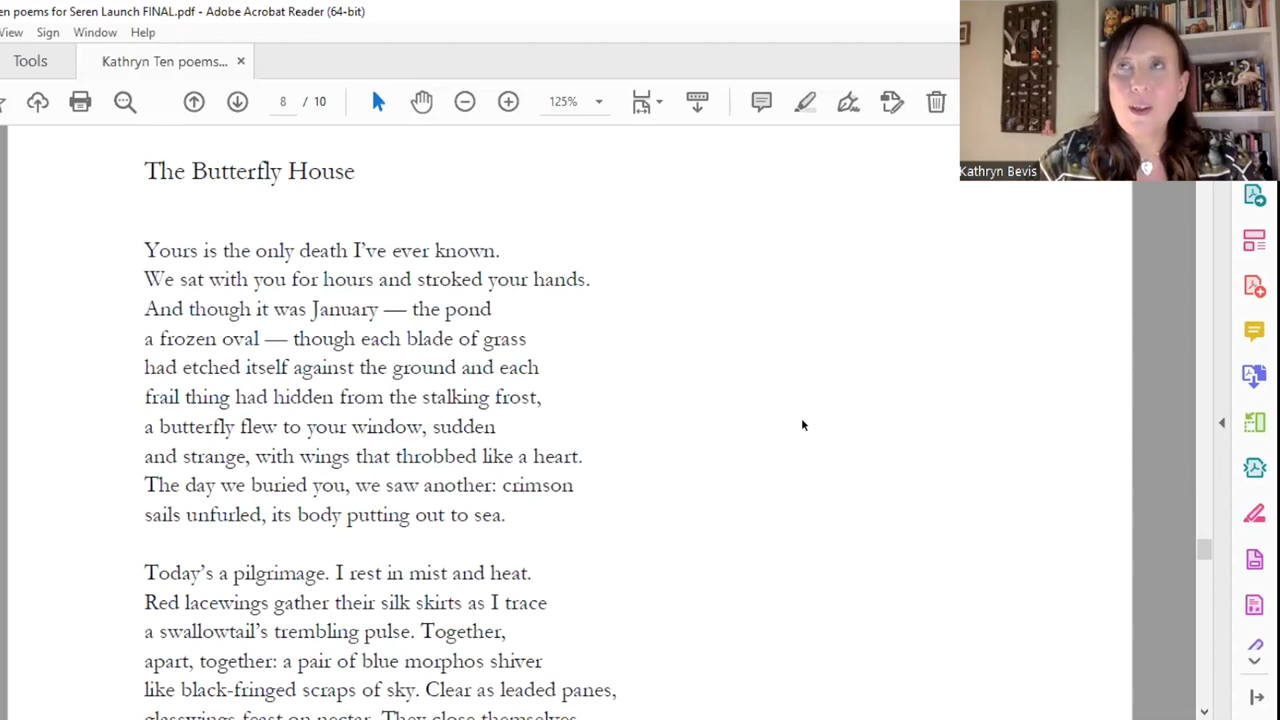 en poems for Seren Launch FINAL.pdf - Adobe Acrobat Reader (64-bit)
View Sign Window Help
Tools Kathryn Ten poems... ×
8 / 10 125%
Kathryn Bevis
The Butterfly House
Yours is the only death I’ve ever known.
We sat with you for hours and stroked your hands.
And though it was January — the pond
a frozen oval — though each blade of grass
had etched itself against the ground and each
frail thing had hidden from the stalking frost,
a butterfly flew to your window, sudden
and strange, with wings that throbbed like a heart.
The day we buried you, we saw another: crimson
sails unfurled, its body putting out to sea.
Today’s a pilgrimage. I rest in mist and heat.
Red lacewings gather their silk skirts as I trace
a swallowtail’s trembling pulse. Together,
apart, together: a pair of blue morphos shiver
like black-fringed scraps of sky. Clear as leaded panes,
glasswings feast on nectar. They close themselves